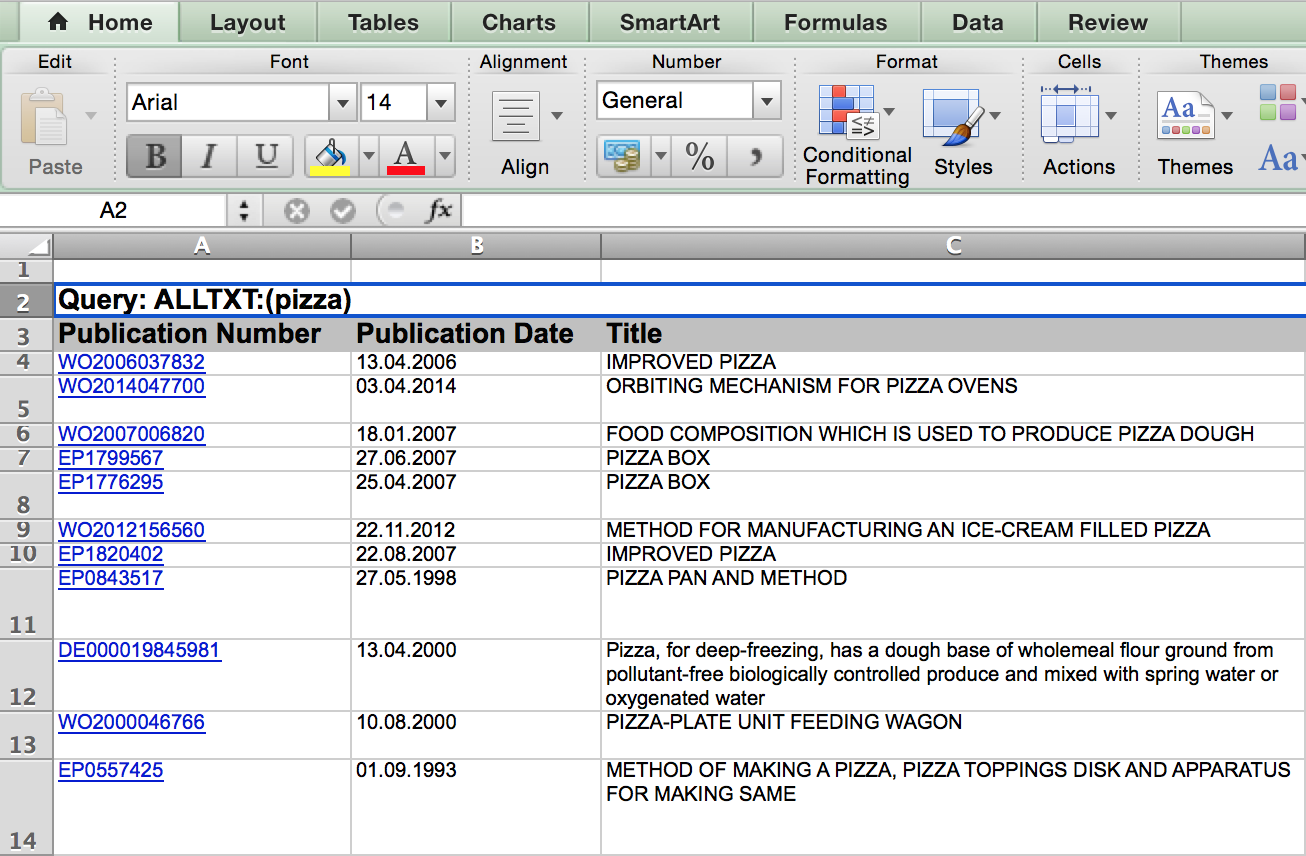 Home Layout Tables Charts SmartArt Formulas Data Review
Edit Font Alignment Number Format Cells Themes
Arial 14 General
Paste B I U A Align % Conditional Formatting Styles Actions Aa Themes Aa
A2 fx
A B C
1
2 Query: ALLTXT:(pizza)
3 Publication Number Publication Date Title
4 WO2006037832 13.04.2006 IMPROVED PIZZA
5 WO2014047700 03.04.2014 ORBITING MECHANISM FOR PIZZA OVENS
6 WO2007006820 18.01.2007 FOOD COMPOSITION WHICH IS USED TO PRODUCE PIZZA DOUGH
7 EP1799567 27.06.2007 PIZZA BOX
8 EP1776295 25.04.2007 PIZZA BOX
9 WO2012156560 22.11.2012 METHOD FOR MANUFACTURING AN ICE-CREAM FILLED PIZZA
10 EP1820402 22.08.2007 IMPROVED PIZZA
11 EP0843517 27.05.1998 PIZZA PAN AND METHOD
12 DE000019845981 13.04.2000 Pizza, for deep-freezing, has a dough base of wholemeal flour ground from
pollutant-free biologically controlled produce and mixed with spring water or
oxygenated water
13 WO2000046766 10.08.2000 PIZZA-PLATE UNIT FEEDING WAGON
14 EP0557425 01.09.1993 METHOD OF MAKING A PIZZA, PIZZA TOPPINGS DISK AND APPARATUS
FOR MAKING SAME